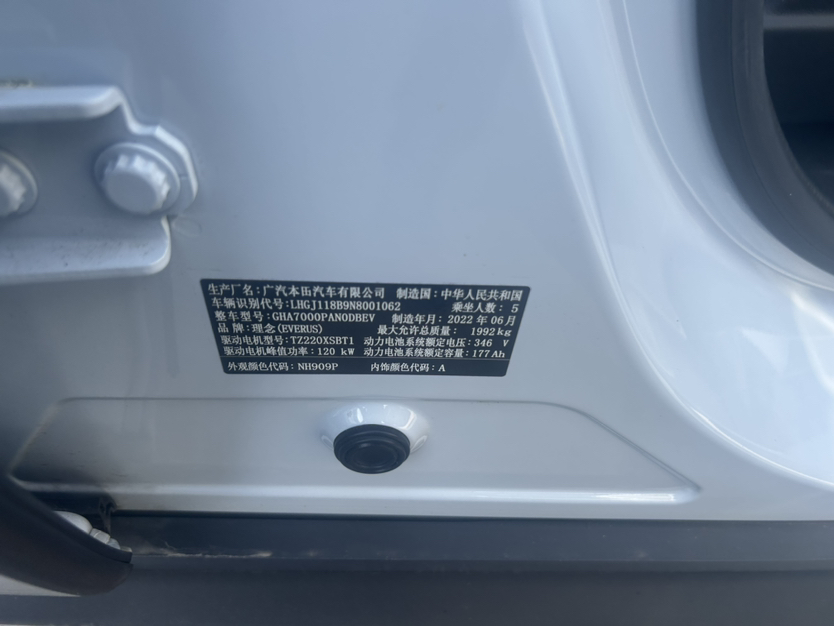 生产厂名：广汽本田汽车有限公司 制造国：中华人民共和国
车辆识别代号：LHGJ118B9N8001062 乘坐人数：5
整车型号：GHA7000PAN0DBEV 制造年月：2022年06月
品牌：理念(EVERUS) 最大允许总质量：1992kg
驱动电机型号：TZ220XSBT1 动力电池系统额定电压：346 V
驱动电机峰值功率：120 kW 动力电池系统额定容量：177Ah
外观颜色代码：NH909P 内饰颜色代码：A